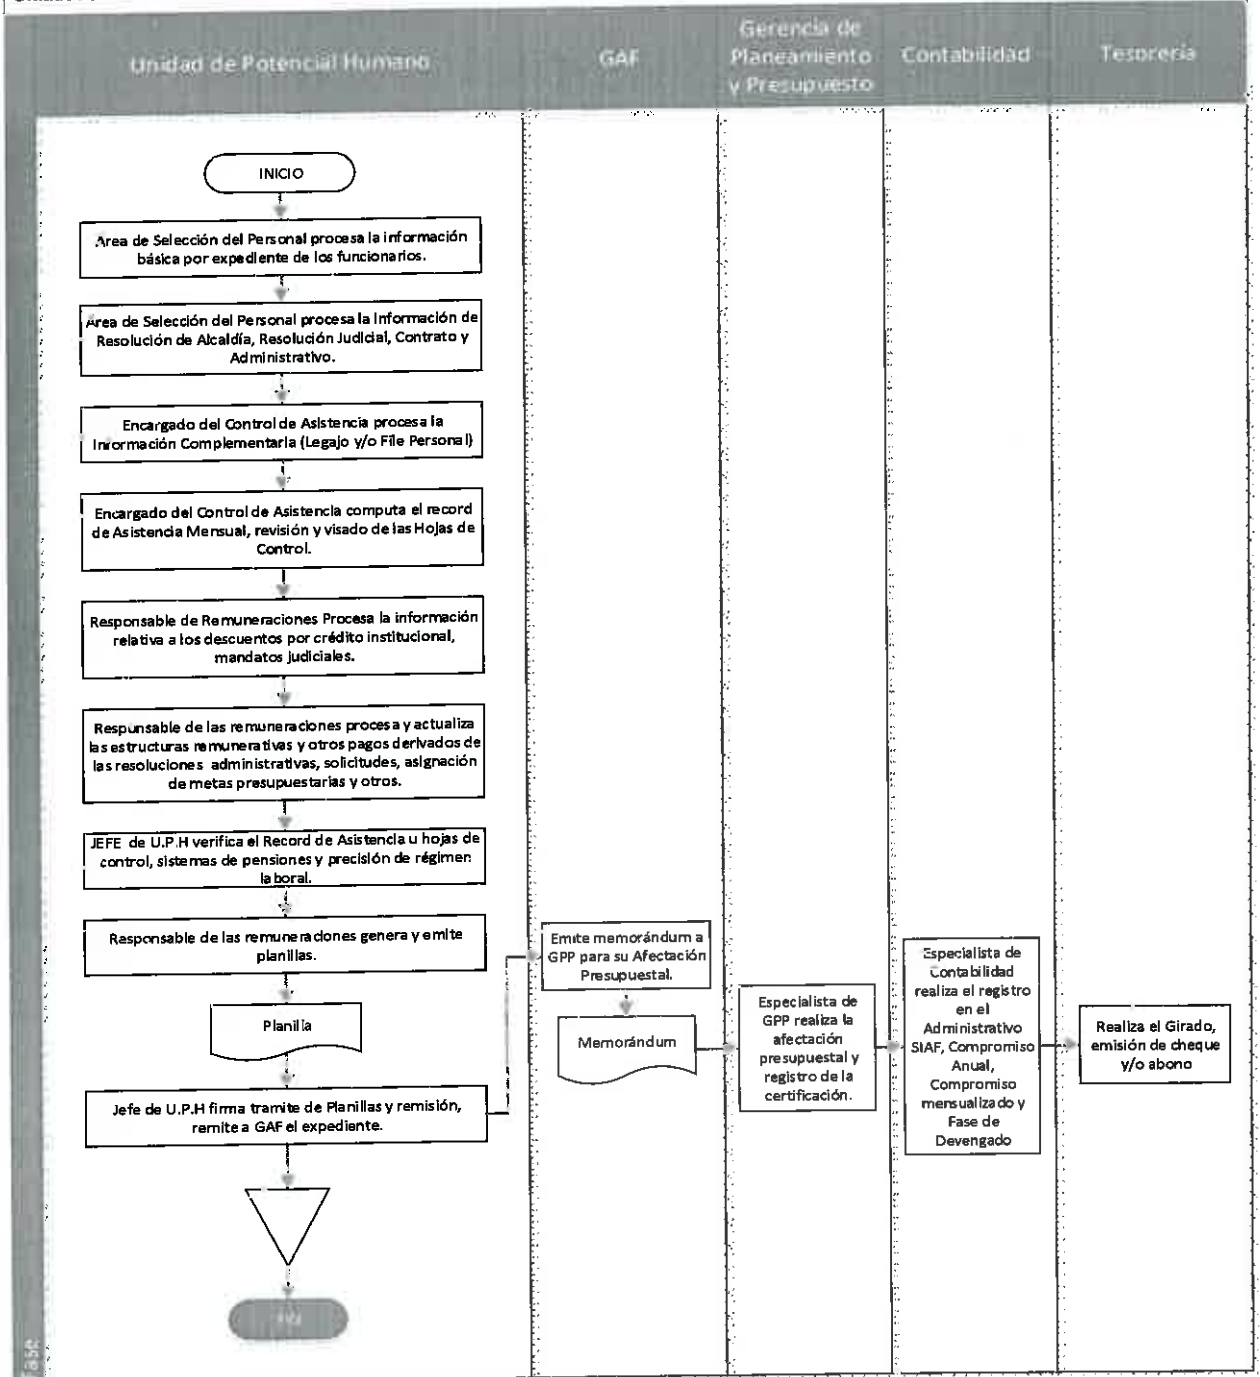 Unidad de Potencial Humano
GAF
Gerencia de
Planeamiento
y Presupuesto
Contabilidad
Tesorería
INICIO
Area de Selección del Personal procesa la información
básica por expediente de los funcionarios.
Area de Selección del Personal procesa la Información de
Resolución de Alcaldía, Resolución Judicial, Contrato y
Administrativo.
Encargado del Control de Asistencia procesa la
Información Complementaria (Legajo y/o File Personal)
Encargado del Control de Asistencia computa el record
de Asistencia Mensual, revisión y visado de las Hojas de
Control.
Responsable de Remuneraciones Procesa la información
relativa a los descuentos por crédito institucional,
mandatos judiciales.
Responsable de las remuneraciones procesa y actualiza
las estructuras remunerativas y otros pagos derivados de
las resoluciones administrativas, solicitudes, asignación
de metas presupuestarias y otros.
JEFE de U.P.H verifica el Record de Asistencia u hojas de
control, sistemas de pensiones y precisión de régimen
laboral.
Responsable de las remuneraciones genera y emite
planillas.
Planilla
Jefe de U.P.H firma tramite de Planillas y remisión,
remite a GAF el expediente.
FIN
Emite memorándum a
GPP para su Afectación
Presupuestal.
Memorándum
Especialista de
GPP realiza la
afectación
presupuestal y
registro de la
certificación.
Especialista de
Contabilidad
realiza el registro
en el
Administrativo
SIAF, Compromiso
Anual,
Compromiso
mensualizado y
Fase de
Devengado
Realiza el Girado,
emisión de cheque
y/o abono
Fase